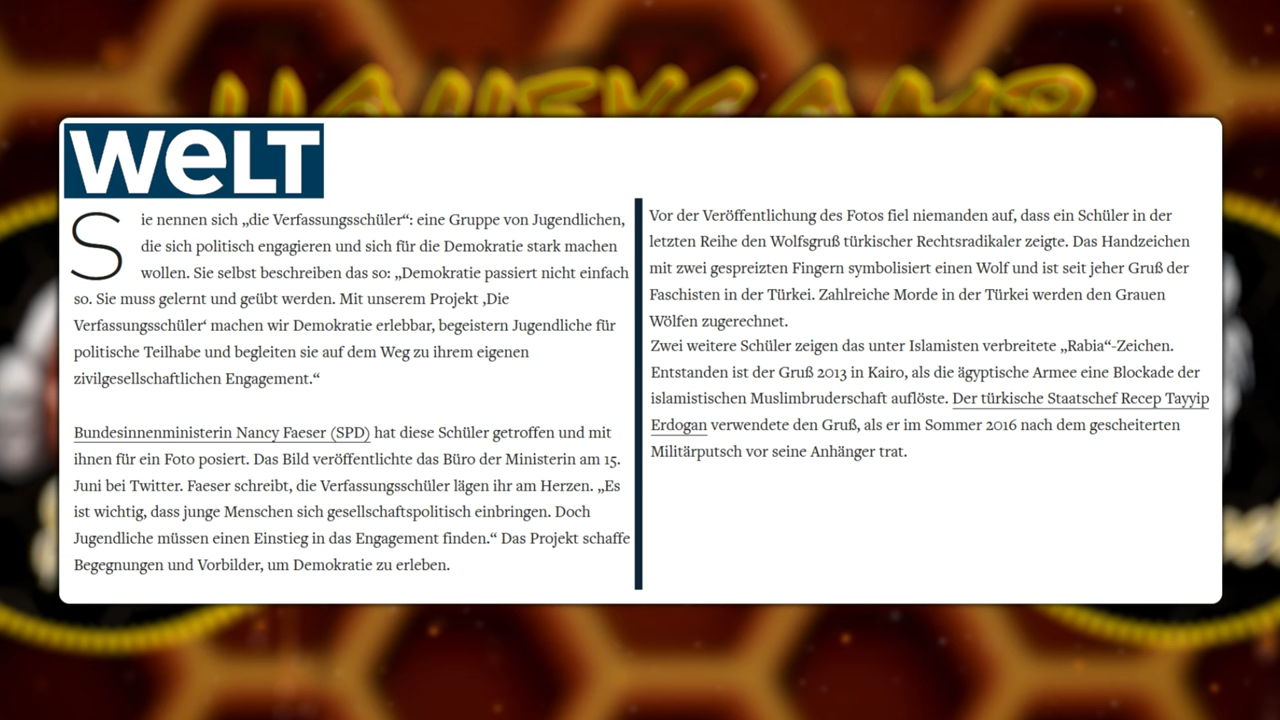 HONEYCAMP
WELT
Sie nennen sich „die Verfassungsschüler“: eine Gruppe von Jugendlichen,
die sich politisch engagieren und sich für die Demokratie stark machen
wollen. Sie selbst beschreiben das so: „Demokratie passiert nicht einfach
so. Sie muss gelernt und geübt werden. Mit unserem Projekt ‚Die
Verfassungsschüler‘ machen wir Demokratie erlebbar, begeistern Jugendliche für
politische Teilhabe und begleiten sie auf dem Weg zu ihrem eigenen
zivilgesellschaftlichen Engagement.“
Bundesinnenministerin Nancy Faeser (SPD) hat diese Schüler getroffen und mit
ihnen für ein Foto posiert. Das Bild veröffentlichte das Büro der Ministerin am 15.
Juni bei Twitter. Faeser schreibt, die Verfassungsschüler lägen ihr am Herzen. „Es
ist wichtig, dass junge Menschen sich gesellschaftspolitisch einbringen. Doch
Jugendliche müssen einen Einstieg in das Engagement finden.“ Das Projekt schaffe
Begegnungen und Vorbilder, um Demokratie zu erleben.
Vor der Veröffentlichung des Fotos fiel niemanden auf, dass ein Schüler in der
letzten Reihe den Wolfsgruß türkischer Rechtsradikaler zeigte. Das Handzeichen
mit zwei gespreizten Fingern symbolisiert einen Wolf und ist seit jeher Gruß der
Faschisten in der Türkei. Zahlreiche Morde in der Türkei werden den Grauen
Wölfen zugerechnet.
Zwei weitere Schüler zeigen das unter Islamisten verbreitete „Rabia“-Zeichen.
Entstanden ist der Gruß 2013 in Kairo, als die ägyptische Armee eine Blockade der
islamistischen Muslimbruderschaft auflöste. Der türkische Staatschef Recep Tayyip
Erdogan verwendete den Gruß, als er im Sommer 2016 nach dem gescheiterten
Militärputsch vor seine Anhänger trat.